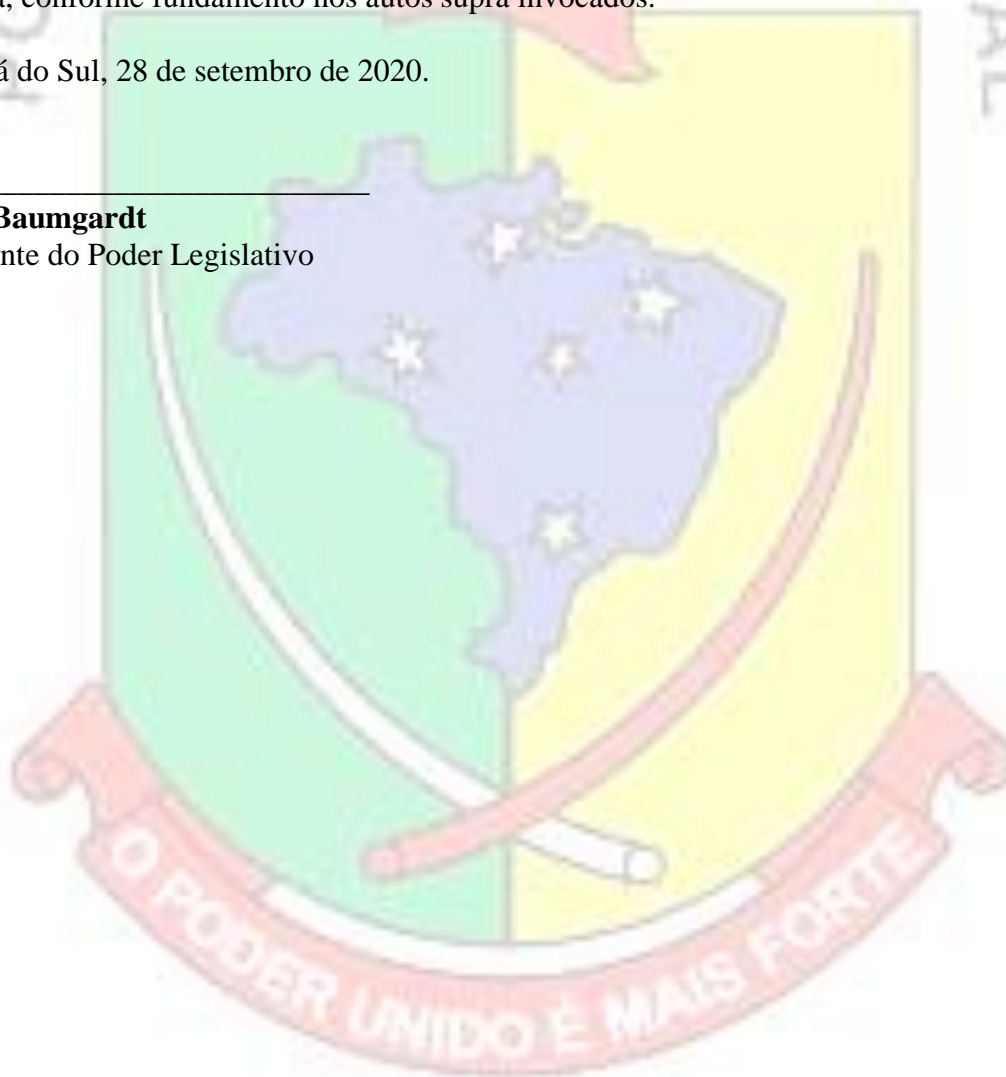 , conforme fundamento nos autos supra invocados.
á do Sul, 28 de setembro de 2020.
Baumgardt
nte do Poder Legislativo
O PODER UNIDO É MAIS FORTE